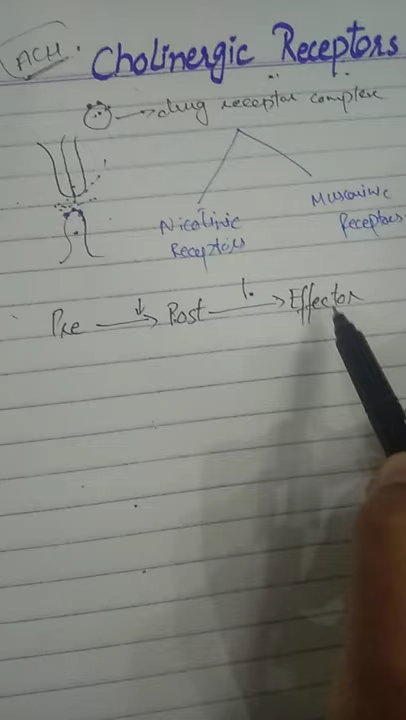 ACH.
Cholinergic Receptors
drug receptor complex
Nicotinic
Receptors
Muscarinic
Receptors
Pre → Post → Effector